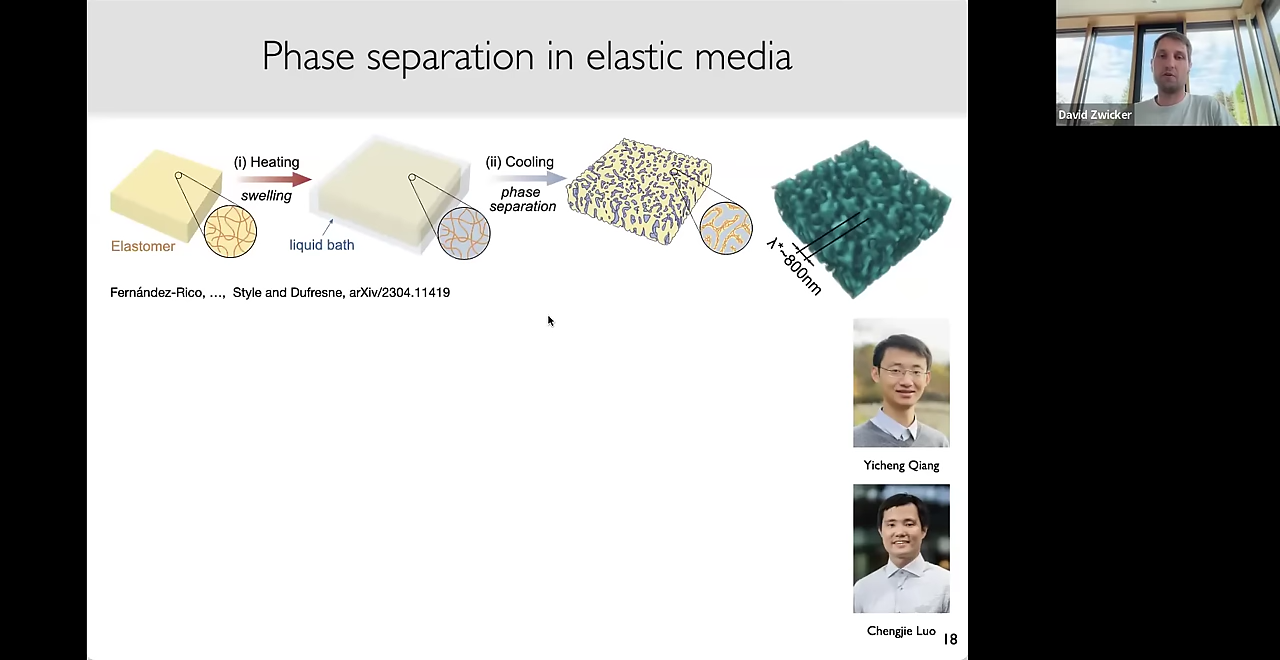 Phase separation in elastic media
David Zwicker
(i) Heating
swelling
(ii) Cooling
phase
separation
Elastomer
liquid bath
λ*~800nm
Fernández-Rico, ..., Style and Dufresne, arXiv/2304.11419
Yicheng Qiang
Chengjie Luo
18